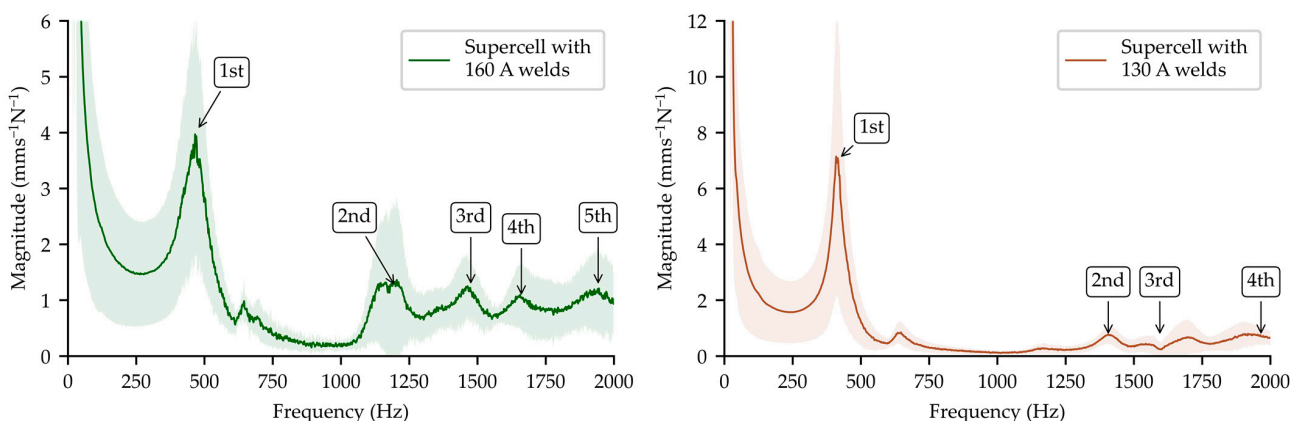 6
5
4
3
2
1
0
Magnitude (mms⁻¹N⁻¹)
Supercell with
160 A welds
1st
2nd
3rd
4th
5th
0 250 500 750 1000 1250 1500 1750 2000
Frequency (Hz)
12
10
8
6
4
2
0
Magnitude (mms⁻¹N⁻¹)
Supercell with
130 A welds
1st
2nd
3rd
4th
0 250 500 750 1000 1250 1500 1750 2000
Frequency (Hz)